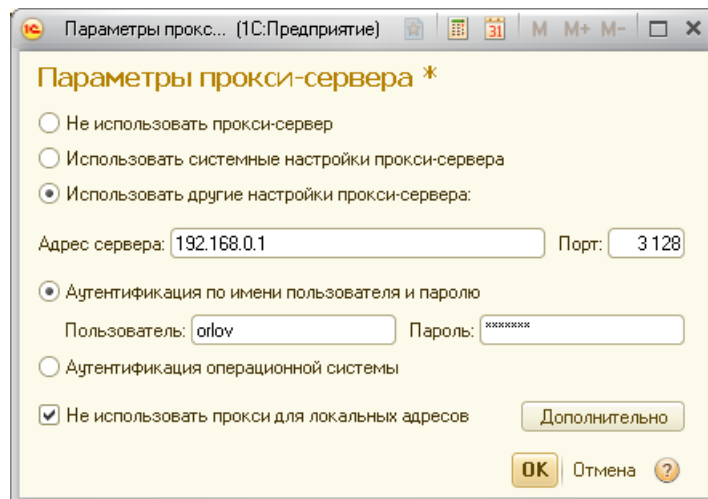 1С Параметры прокс... (1С:Предприятие) 31 M M+ M-
Параметры прокси-сервера *
Не использовать прокси-сервер
Использовать системные настройки прокси-сервера
Использовать другие настройки прокси-сервера:
Адрес сервера: 192.168.0.1 Порт: 3 128
Аутентификация по имени пользователя и паролю
Пользователь: orlov Пароль: *******
Аутентификация операционной системы
Не использовать прокси для локальных адресов Дополнительно
OK Отмена ?